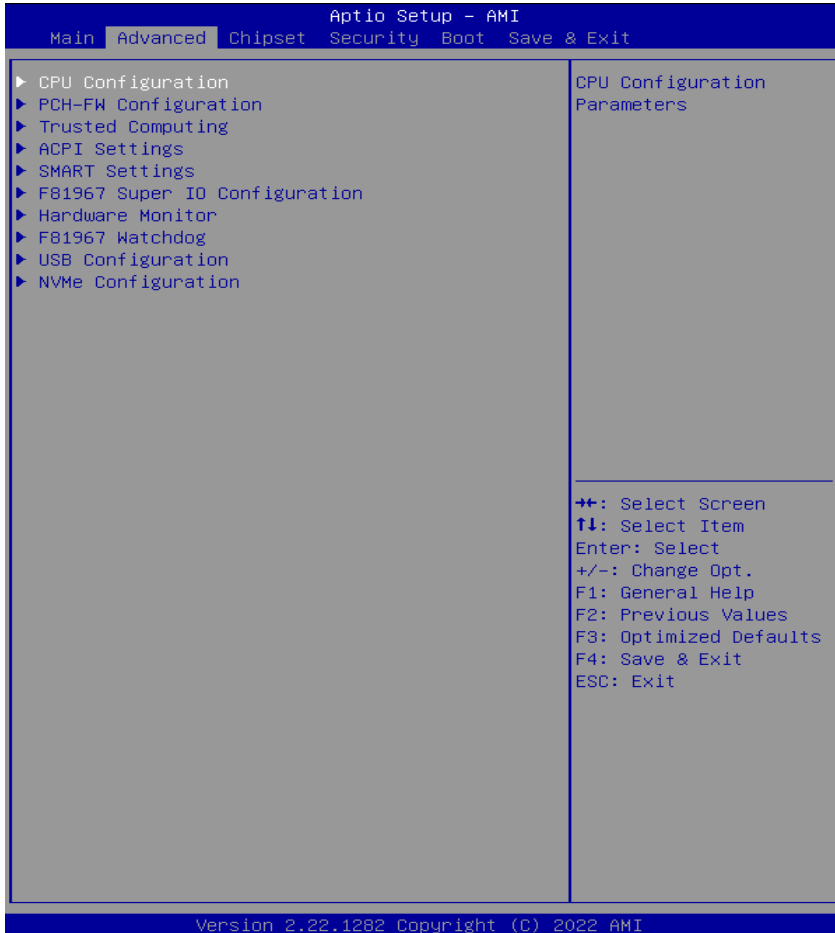 Aptio Setup – AMI
Main Advanced Chipset Security Boot Save & Exit
▶ CPU Configuration
▶ PCH-FW Configuration
▶ Trusted Computing
▶ ACPI Settings
▶ SMART Settings
▶ F81967 Super IO Configuration
▶ Hardware Monitor
▶ F81967 Watchdog
▶ USB Configuration
▶ NVMe Configuration
CPU Configuration
Parameters
→←: Select Screen
↑↓: Select Item
Enter: Select
+/-: Change Opt.
F1: General Help
F2: Previous Values
F3: Optimized Defaults
F4: Save & Exit
ESC: Exit
Version 2.22.1282 Copyright (C) 2022 AMI